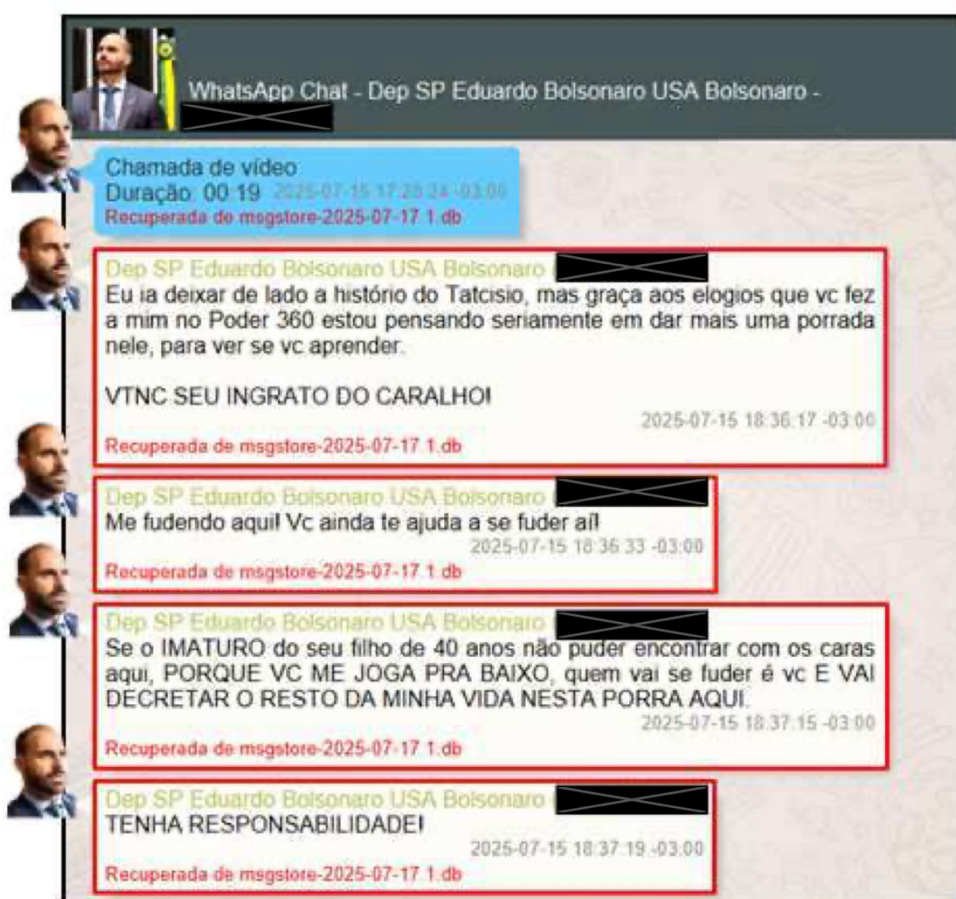 WhatsApp Chat - Dep SP Eduardo Bolsonaro USA Bolsonaro -
Chamada de vídeo
Duração: 00:19 2025-07-15 17:28:24 -03:00
Recuperada de msgstore-2025-07-17.1.db
Dep SP Eduardo Bolsonaro USA Bolsonaro (
Eu ia deixar de lado a histório do Tatcisio, mas graça aos elogios que vc fez
a mim no Poder 360 estou pensando seriamente em dar mais uma porrada
nele, para ver se vc aprender.
VTNC SEU INGRATO DO CARALHO!
2025-07-15 18:36:17 -03:00
Recuperada de msgstore-2025-07-17.1.db
Dep SP Eduardo Bolsonaro USA Bolsonaro (
Me fudendo aqui! Vc ainda te ajuda a se fuder aí!
2025-07-15 18:36:33 -03:00
Recuperada de msgstore-2025-07-17.1.db
Dep SP Eduardo Bolsonaro USA Bolsonaro (
Se o IMATURO do seu filho de 40 anos não puder encontrar com os caras
aqui, PORQUE VC ME JOGA PRA BAIXO, quem vai se fuder é vc E VAI
DECRETAR O RESTO DA MINHA VIDA NESTA PORRA AQUI.
2025-07-15 18:37:15 -03:00
Recuperada de msgstore-2025-07-17.1.db
Dep SP Eduardo Bolsonaro USA Bolsonaro (
TENHA RESPONSABILIDADE!
2025-07-15 18:37:19 -03:00
Recuperada de msgstore-2025-07-17.1.db